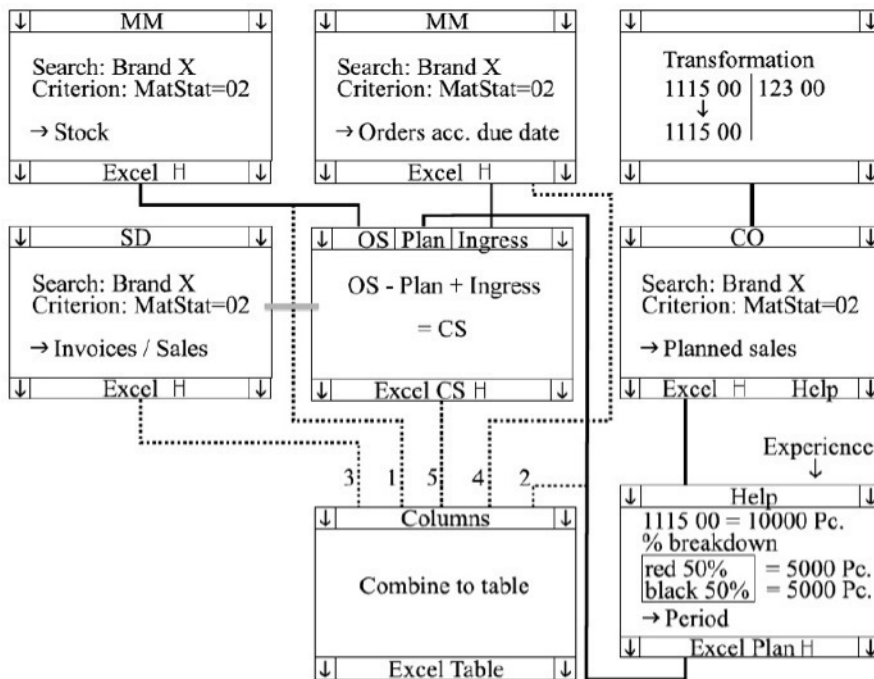 MM
Search: Brand X
Criterion: MatStat=02
→ Stock
Excel H
MM
Search: Brand X
Criterion: MatStat=02
→ Orders acc. due date
Excel H
Transformation
1115 00 | 123 00
↓
1115 00
SD
Search: Brand X
Criterion: MatStat=02
→ Invoices / Sales
Excel H
OS Plan Ingress
OS - Plan + Ingress
= CS
Excel CS H
CO
Search: Brand X
Criterion: MatStat=02
→ Planned sales
Excel H Help
3 1 5 4 2
Columns
Combine to table
Excel Table
Experience
↓
Help
1115 00 = 10000 Pc.
% breakdown
red 50% = 5000 Pc.
black 50% = 5000 Pc.
→ Period
Excel Plan H